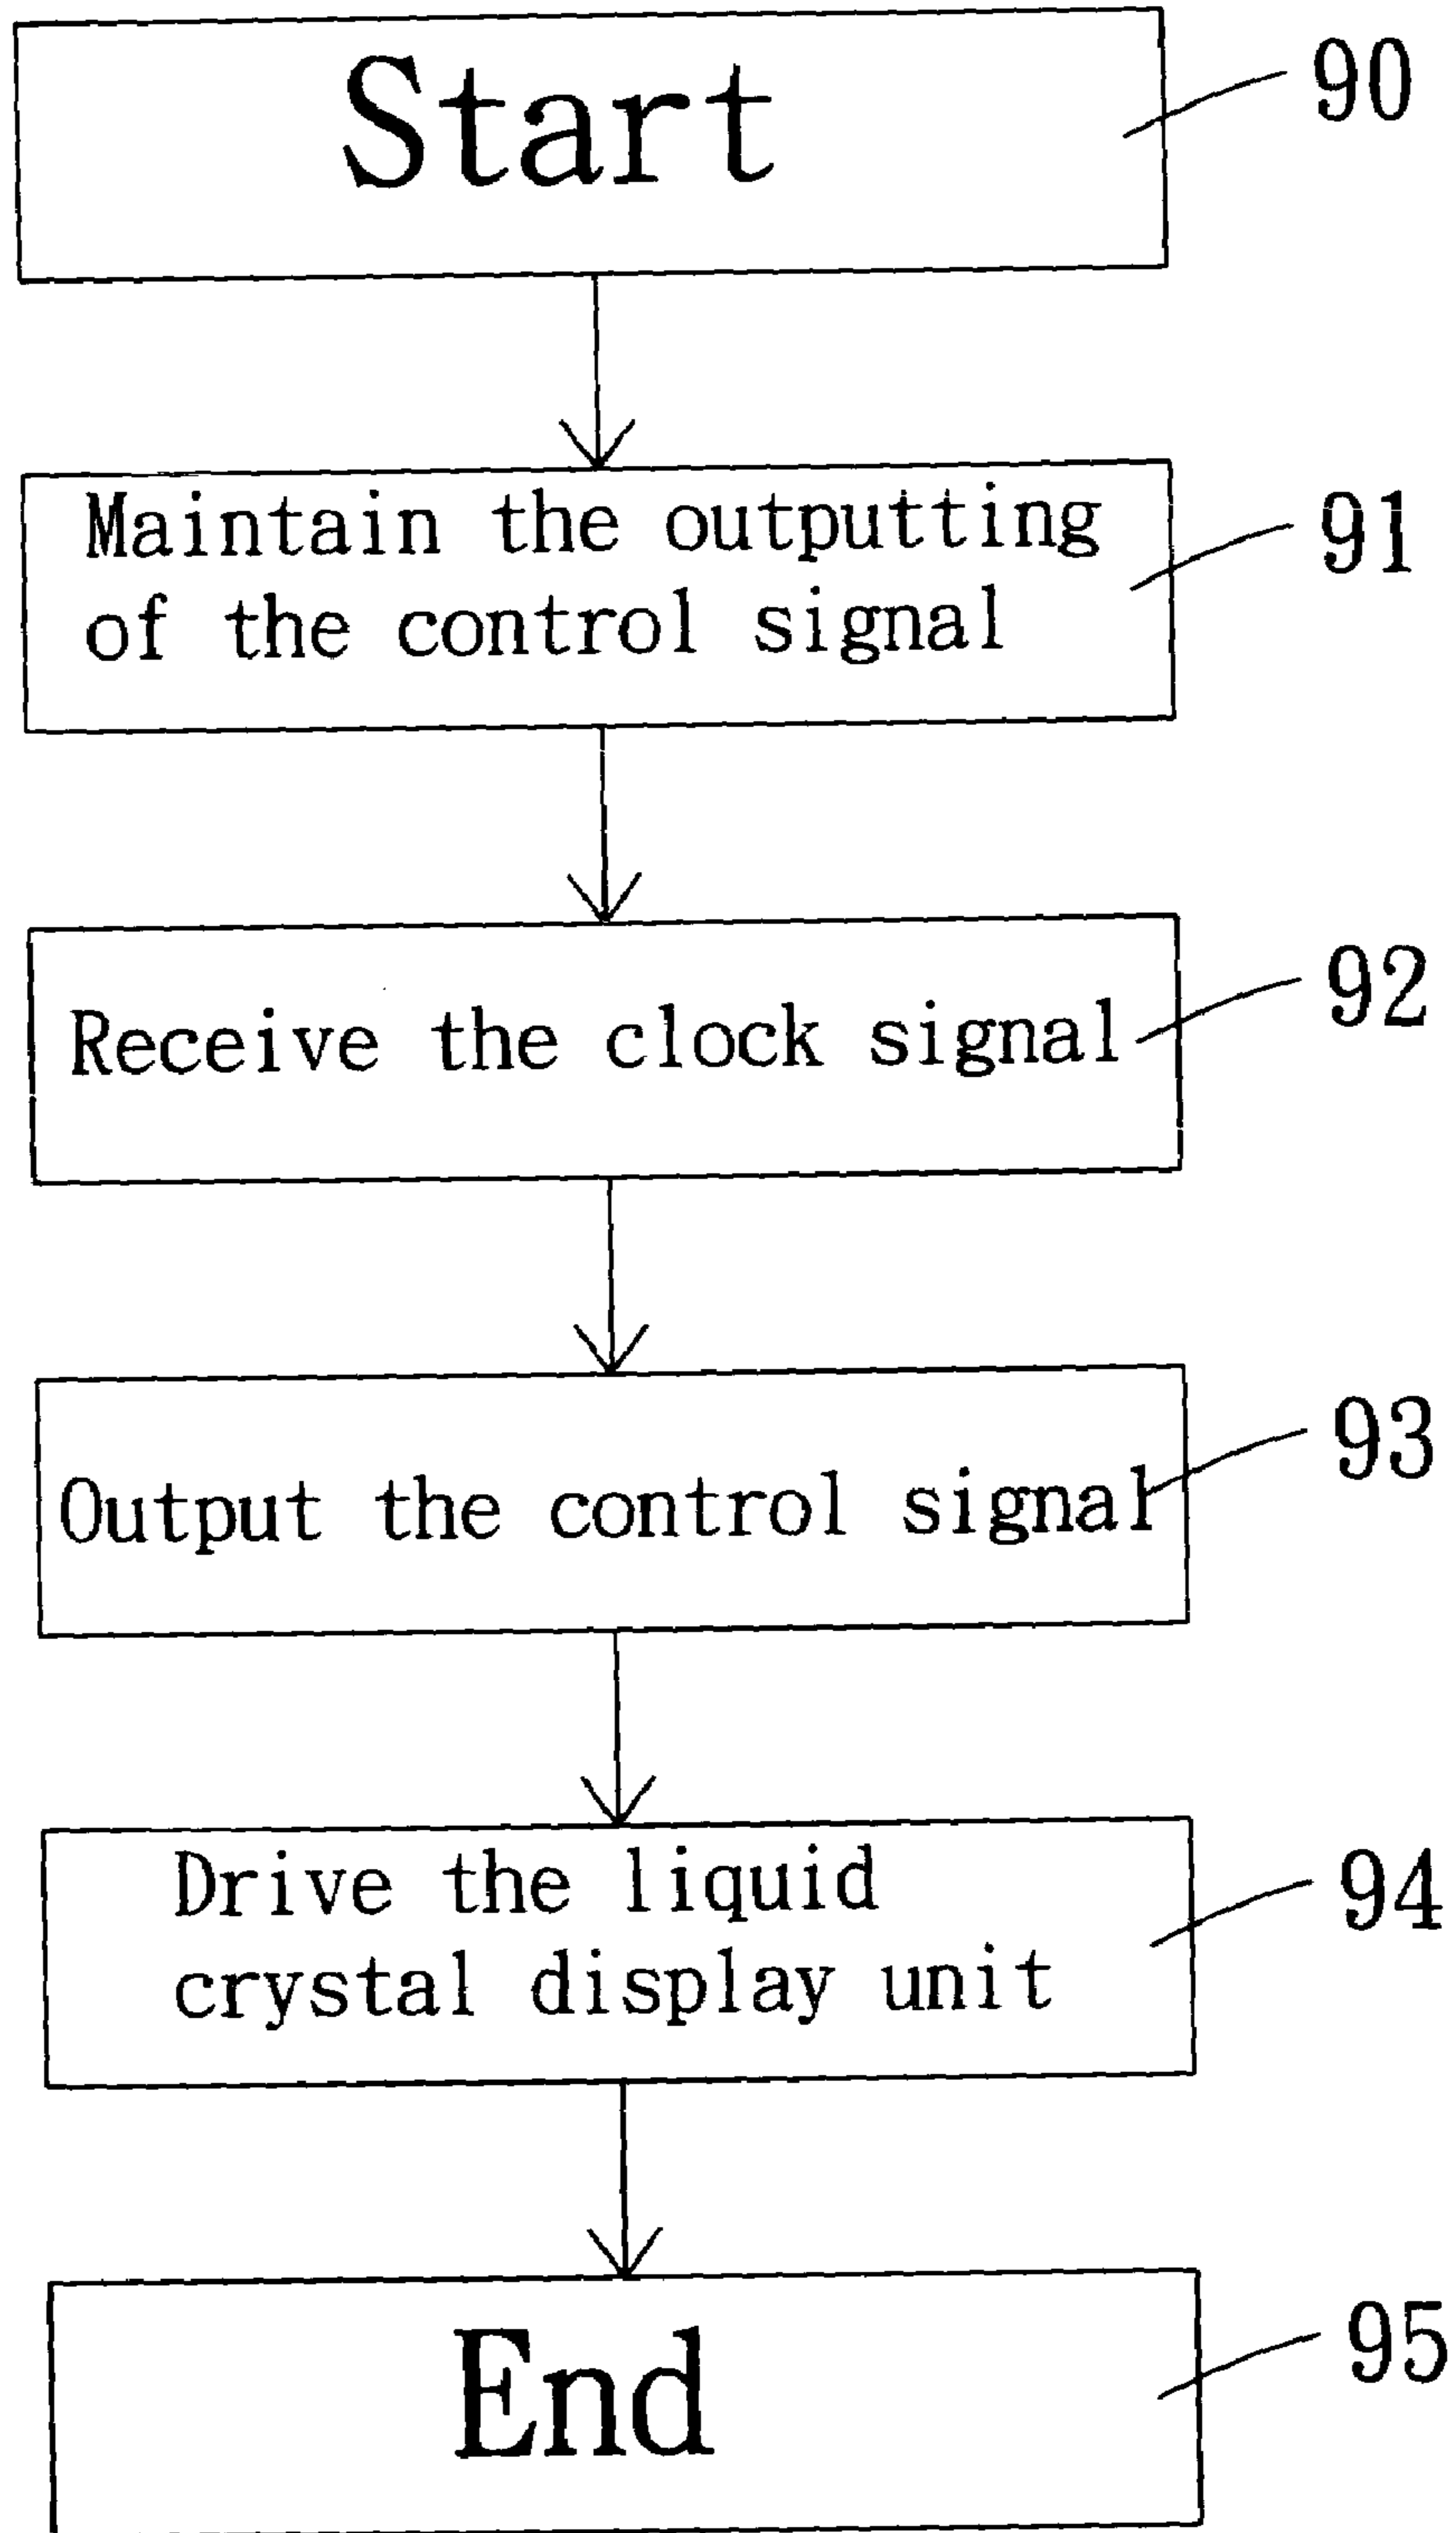 Start
90
Maintain the outputting
of the control signal
91
Receive the clock signal
92
Output the control signal
93
Drive the liquid
crystal display unit
94
End
95